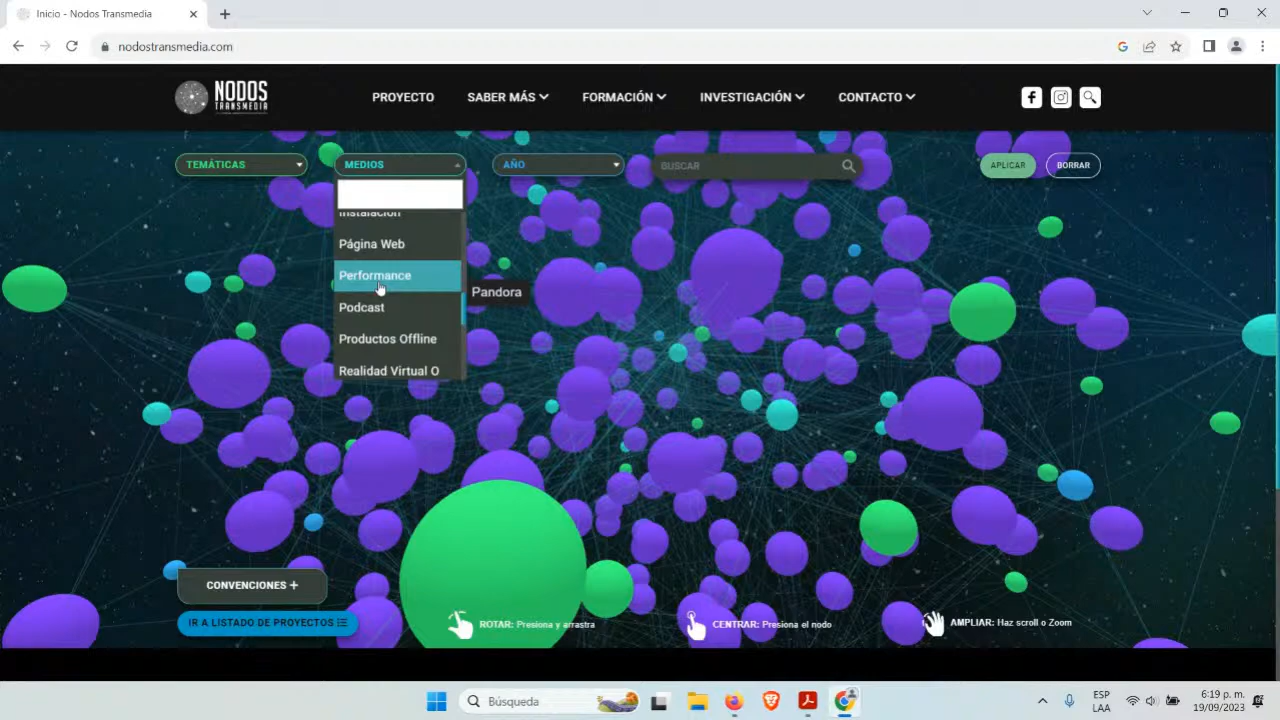 Inicio - Nodos Transmedia
nodostransmedia.com
NODOS
TRANSMEDIA
PROYECTO
SABER MÁS
FORMACIÓN
INVESTIGACIÓN
CONTACTO
TEMÁTICAS
MEDIOS
AÑO
BUSCAR
APLICAR
BORRAR
Instalación
Página Web
Performance
Pandora
Podcast
Productos Offline
Realidad Virtual O
CONVENCIONES +
IR A LISTADO DE PROYECTOS
ROTAR: Presiona y arrastra
CENTRAR: Presiona el nodo
AMPLIAR: Haz scroll o Zoom
Búsqueda
ESP
LAA
6:19 p. m.
19/09/2023